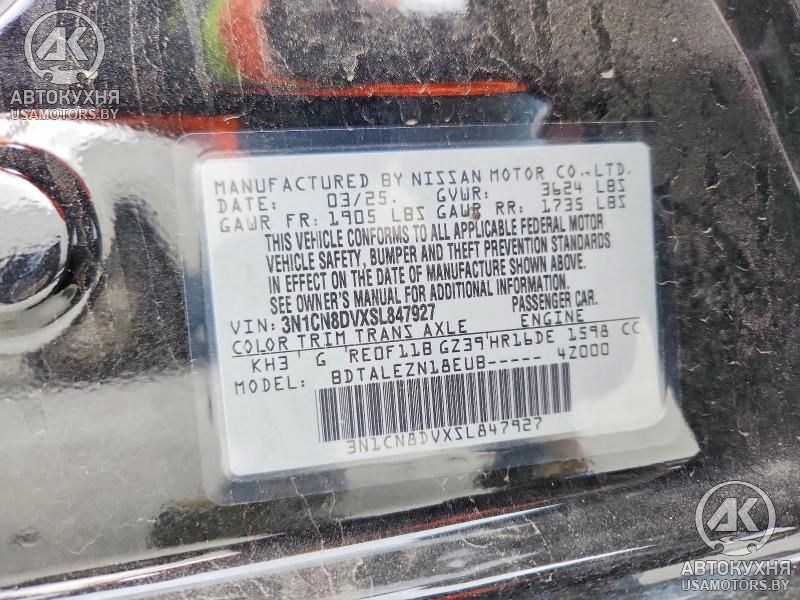 АК
АВТОКУХНЯ
USAMOTORS.BY
MANUFACTURED BY NISSAN MOTOR CO.,LTD.
DATE: 03/25. GVWR: 3624 LBS
GAWR FR: 1905 LBS GAWR RR: 1735 LBS
THIS VEHICLE CONFORMS TO ALL APPLICABLE FEDERAL MOTOR
VEHICLE SAFETY, BUMPER AND THEFT PREVENTION STANDARDS
IN EFFECT ON THE DATE OF MANUFACTURE SHOWN ABOVE.
SEE OWNER'S MANUAL FOR ADDITIONAL INFORMATION.
VIN: 3N1CN8DVXSL847927 PASSENGER CAR.
COLOR TRIM TRANS AXLE ENGINE
KH3 G RE0F11B GZ39 HR16DE 1598 CC
MODEL: BDTALEZN18EUB----- 4Z000
3N1CN8DVXSL847927
АК
АВТОКУХНЯ
USAMOTORS.BY